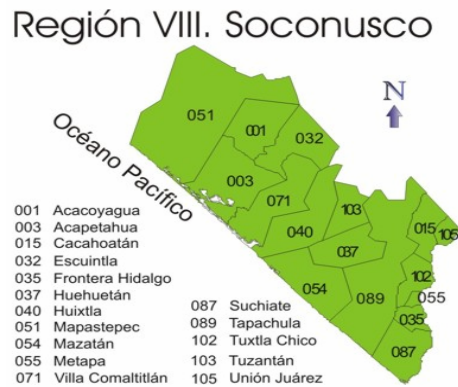 Región VIII. Soconusco
N
Océano Pacífico
051
001
032
003
071
103
040
037
015
105
054
089
102
055
035
087
001 Acacoyagua
003 Acapetahua
015 Cacahoatán
032 Escuintla
035 Frontera Hidalgo
037 Huehuetán
040 Huixtla
051 Mapastepec
054 Mazatán
055 Metapa
071 Villa Comaltitlán
087 Suchiate
089 Tapachula
102 Tuxtla Chico
103 Tuzantán
105 Unión Juárez